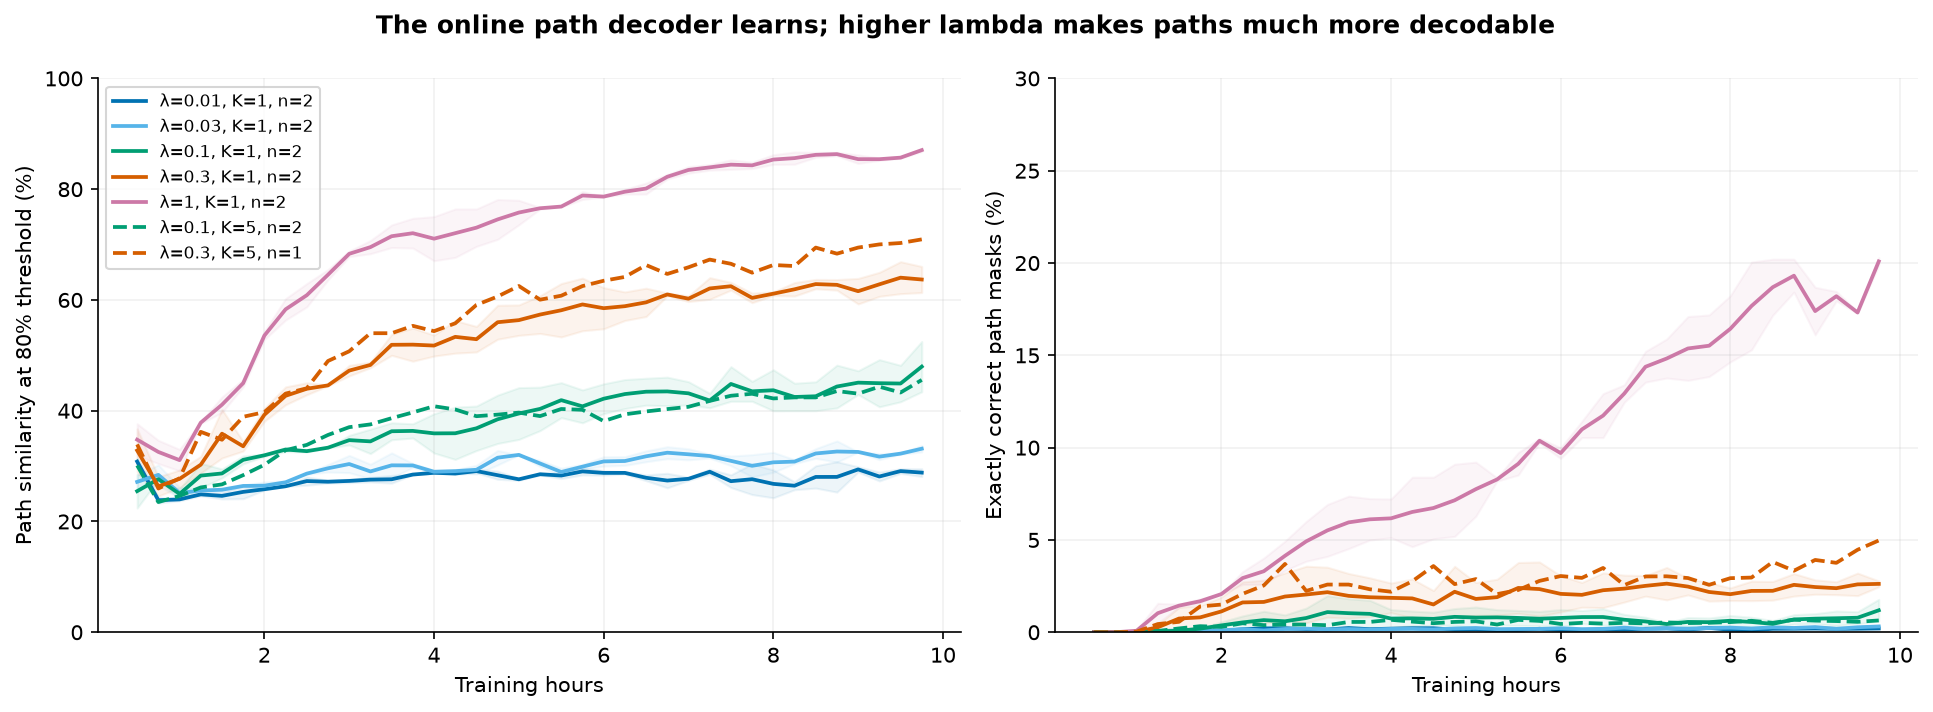 The online path decoder learns; higher lambda makes paths much more decodable
Path similarity at 80% threshold (%)
100
80
60
40
20
0
λ=0.01, K=1, n=2
λ=0.03, K=1, n=2
λ=0.1, K=1, n=2
λ=0.3, K=1, n=2
λ=1, K=1, n=2
λ=0.1, K=5, n=2
λ=0.3, K=5, n=1
2 4 6 8 10
Training hours
Exactly correct path masks (%)
30
25
20
15
10
5
0
2 4 6 8 10
Training hours